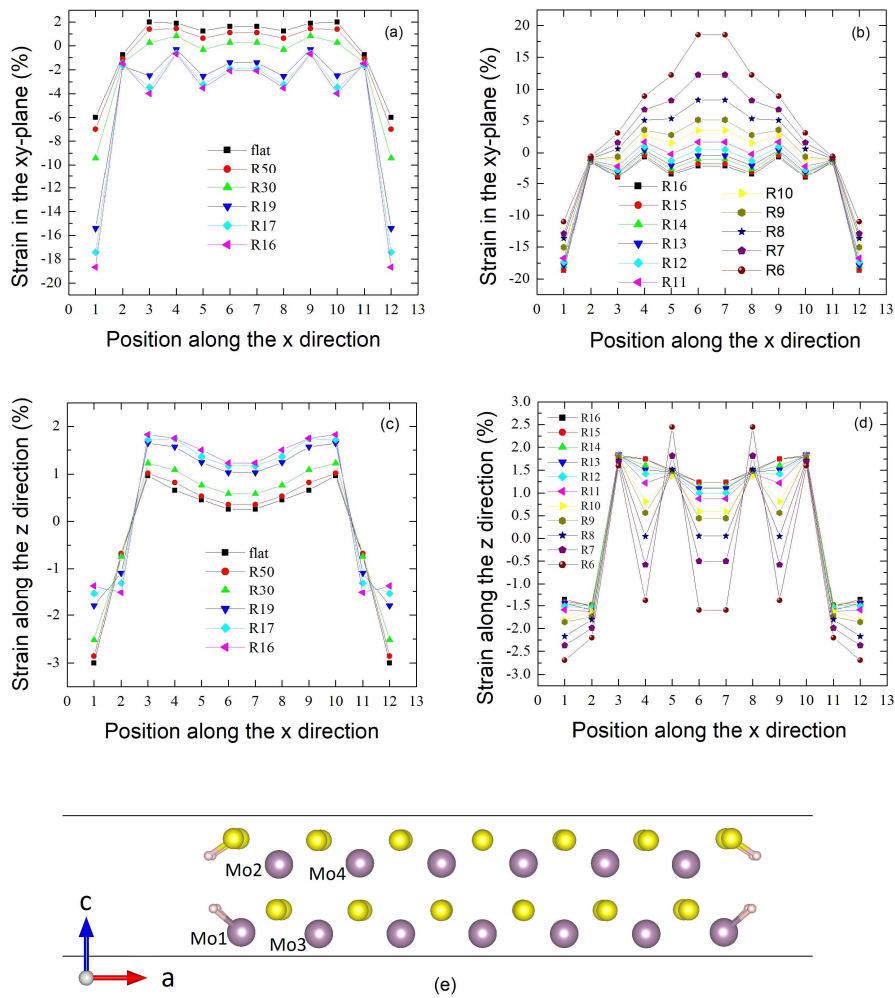 (a)
Strain in the xy-plane (%)
2
0
-2
-4
-6
-8
-10
-12
-14
-16
-18
-20
flat
R50
R30
R19
R17
R16
0 1 2 3 4 5 6 7 8 9 10 11 12 13
Position along the x direction
(b)
Strain in the xy-plane (%)
20
15
10
5
0
-5
-10
-15
-20
R16
R15
R14
R13
R12
R11
R10
R9
R8
R7
R6
0 1 2 3 4 5 6 7 8 9 10 11 12 13
Position along the x direction
(c)
Strain along the z direction (%)
2
1
0
-1
-2
-3
flat
R50
R30
R19
R17
R16
0 1 2 3 4 5 6 7 8 9 10 11 12 13
Position along the x direction
(d)
Strain along the z direction (%)
3.0
2.5
2.0
1.5
1.0
0.5
0.0
-0.5
-1.0
-1.5
-2.0
-2.5
-3.0
R16
R15
R14
R13
R12
R11
R10
R9
R8
R7
R6
0 1 2 3 4 5 6 7 8 9 10 11 12 13
Position along the x direction
Mo2 Mo4
Mo1 Mo3
c
a
(e)